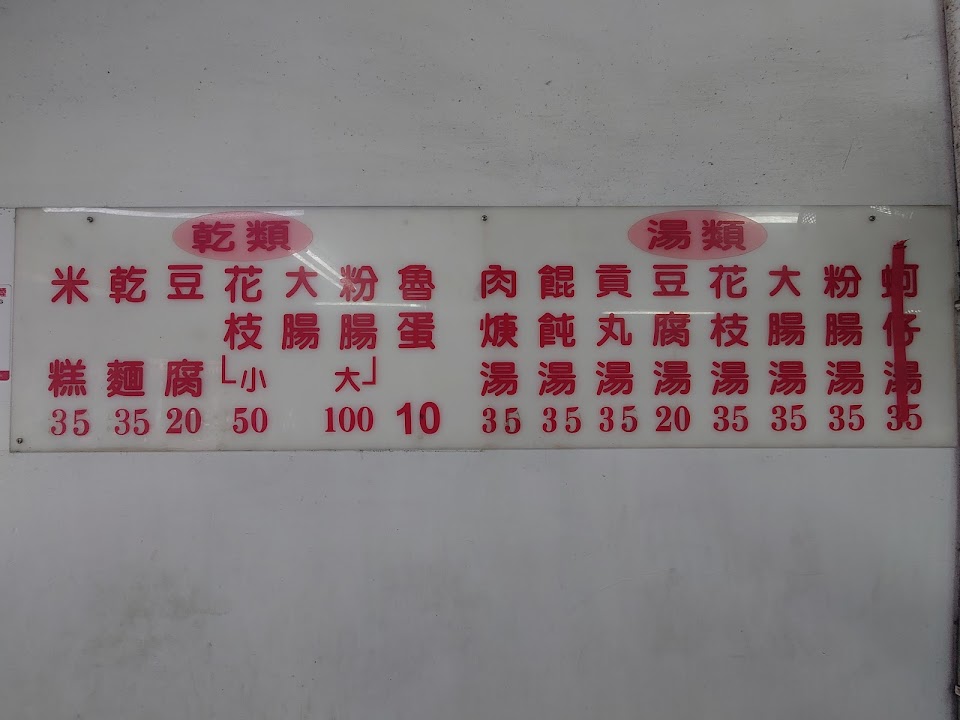 乾類
米糕 35
乾麵 35
豆腐 20
花枝
大腸
粉腸
小 50
大 100
魯蛋 10
湯類
肉焿湯 35
餛飩湯 35
貢丸湯 35
豆腐湯 20
花枝湯 35
大腸湯 35
粉腸湯 35
蚵仔湯 35